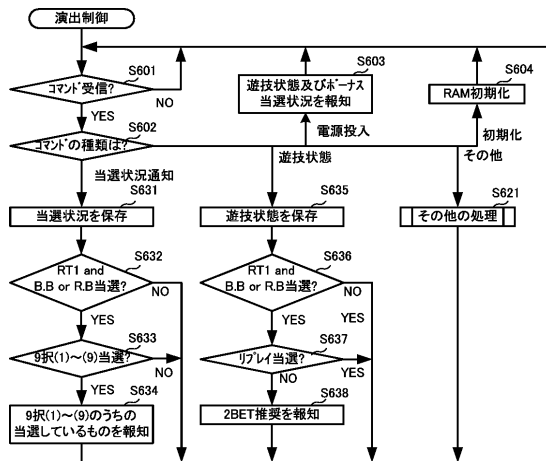 演出制御
S601
コマンド受信?
NO
YES
S602
コマンドの種類は?
S603
遊技状態及びボーナス
当選状況を報知
電源投入
S604
RAM初期化
初期化
当選状況通知
遊技状態
その他
S631
当選状況を保存
S635
遊技状態を保存
S621
その他の処理
S632
RT1 and
B.B or R.B当選?
NO
YES
S636
RT1 and
B.B or R.B当選?
NO
YES
YES
S633
9択(1)～(9)当選?
NO
YES
S637
リプレイ当選?
YES
NO
S634
9択(1)～(9)のうちの
当選しているものを報知
S638
2BET推奨を報知